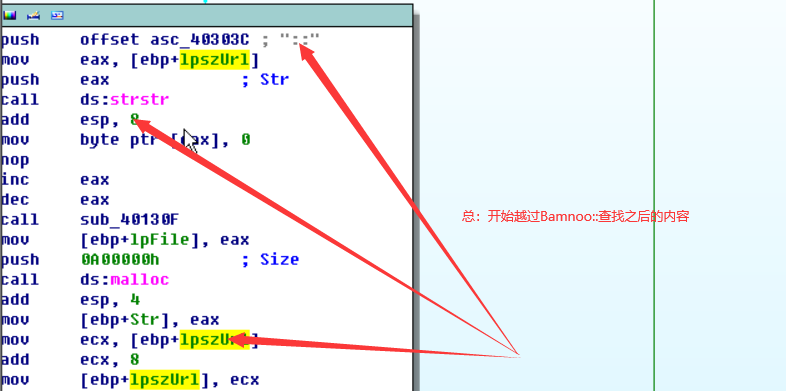 push    offset asc_40303C ; "::"
mov     eax, [ebp+lpszUrl]
push    eax             ; Str
call    ds:strstr
add     esp, 8
mov     byte ptr [eax], 0
nop
inc     eax
dec     eax
call    sub_40130F
mov     [ebp+lpFile], eax
push    0A00000h        ; Size
call    ds:malloc
add     esp, 4
mov     [ebp+Str], eax
mov     ecx, [ebp+lpszUrl]
add     ecx, 8
mov     [ebp+lpszUrl], ecx
总：开始越过Bamnoo::查找之后的内容